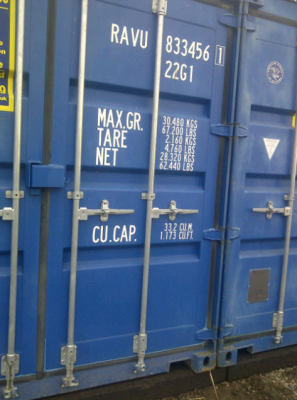 RAVU 833456 1
22G1
MAX.GR. 30.480 KGS
67.200 LBS
TARE 2.160 KGS
4.760 LBS
NET 28.320 KGS
62.440 LBS
CU.CAP. 33.2 CU.M.
1.173 CU.FT.